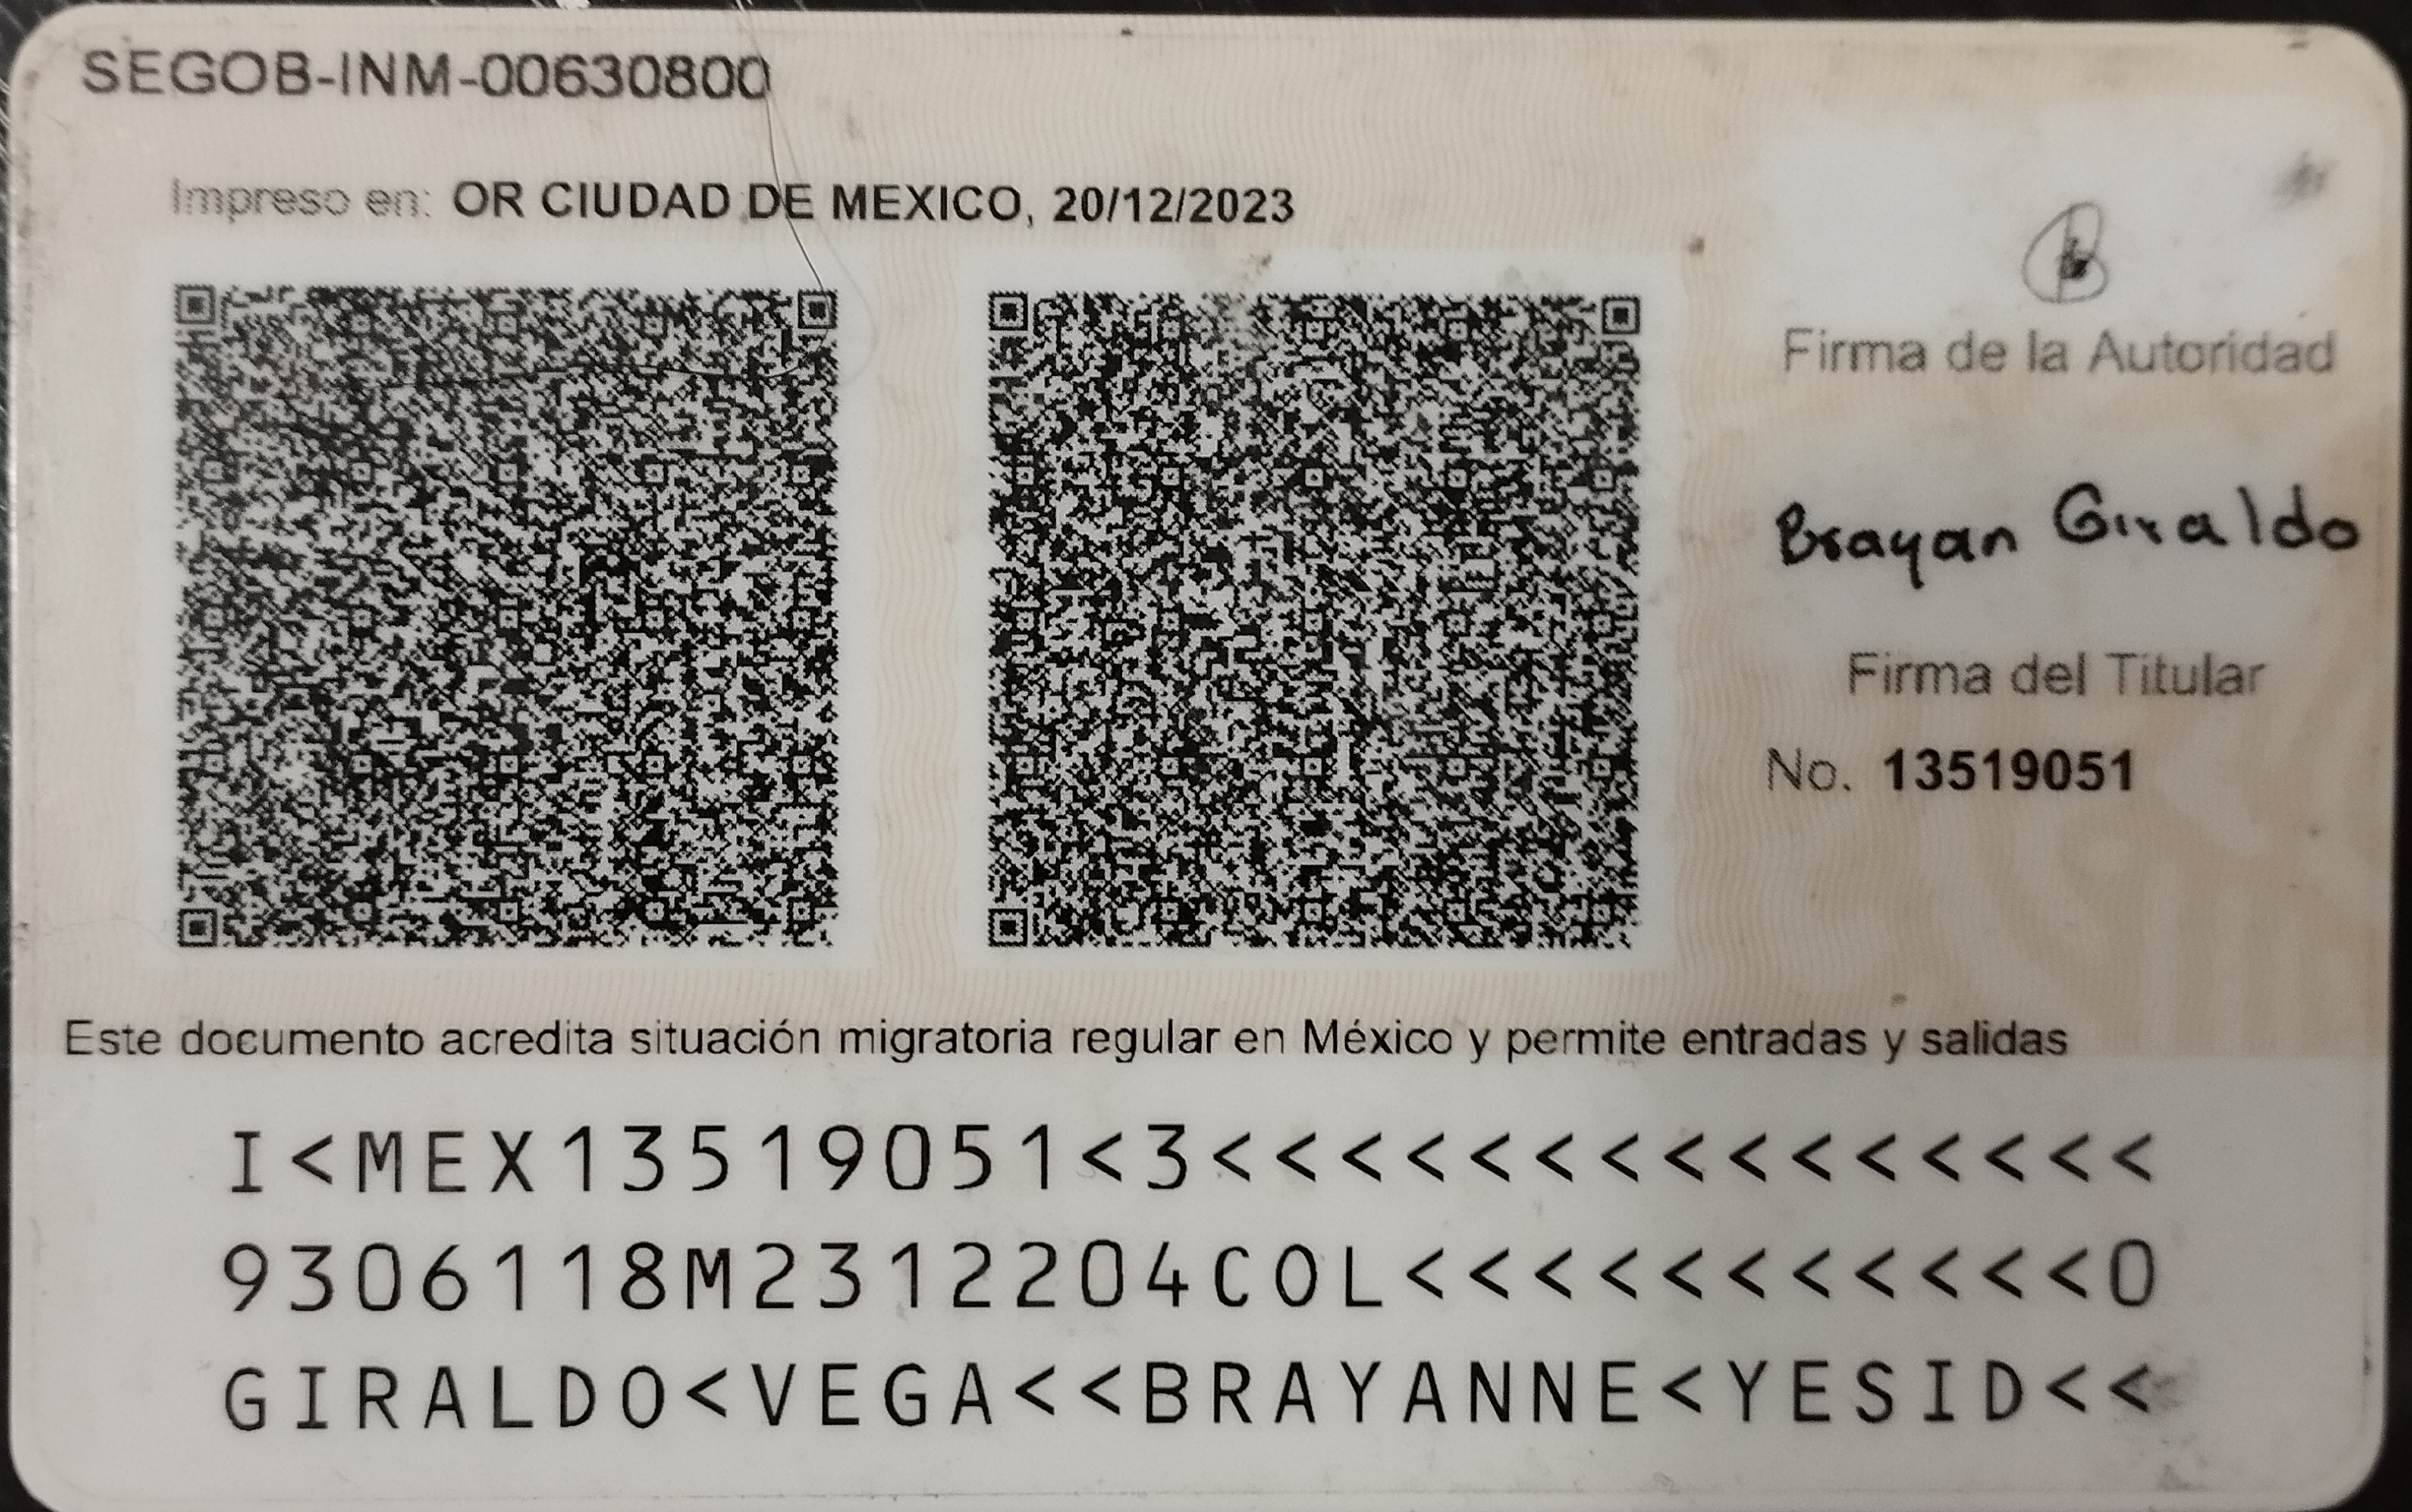 SEGOB-INM-00630800
Impreso en: OR CIUDAD DE MEXICO, 20/12/2023
Firma de la Autoridad
Brayan Giraldo
Firma del Titular
No. 13519051
Este documento acredita situación migratoria regular en México y permite entradas y salidas
I<MEX13519051<3<<<<<<<<<<<<<<<
9306118M2312204COL<<<<<<<<<<<0
GIRALDO<VEGA<<BRAYANNE<YESID<<